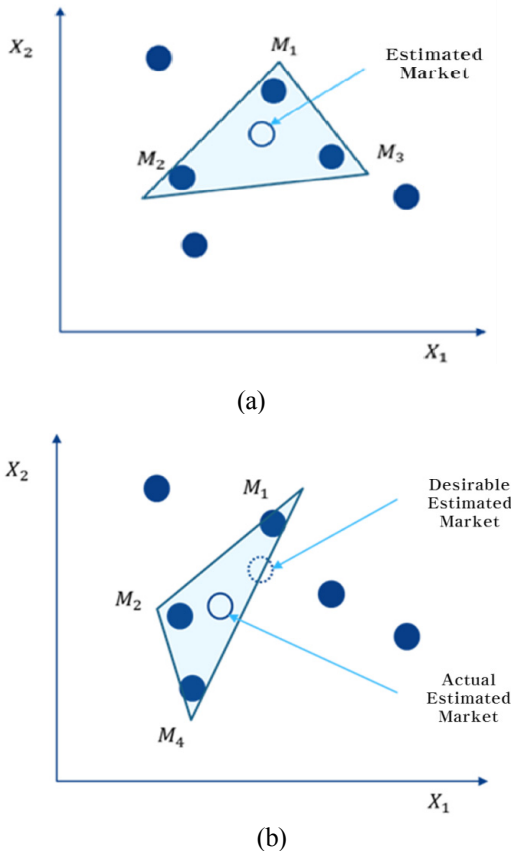 X₂
M₁
Estimated
Market
M₂
M₃
X₁
(a)
X₂
M₁
Desirable
Estimated
Market
M₂
Actual
Estimated
Market
M₄
X₁
(b)